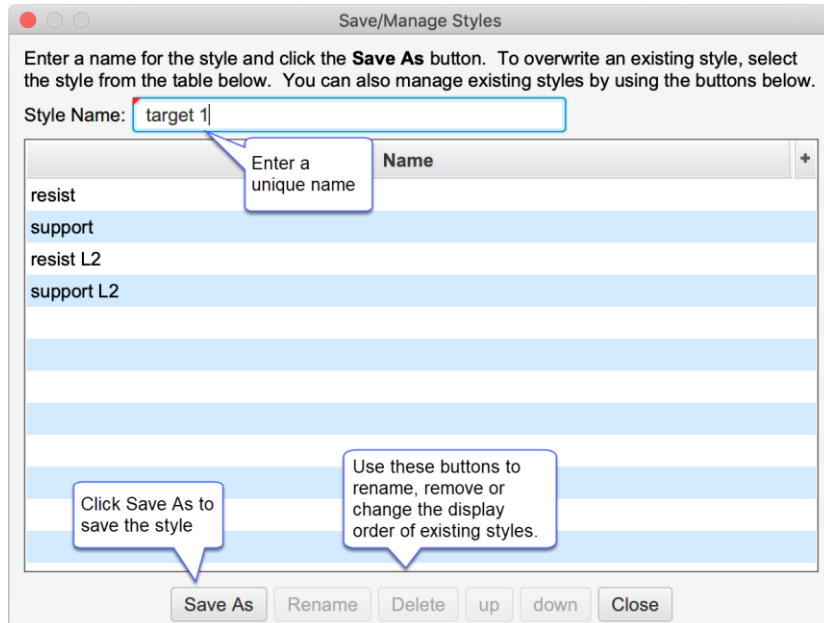 Save/Manage Styles
Enter a name for the style and click the Save As button. To overwrite an existing style, select
the style from the table below. You can also manage existing styles by using the buttons below.
Style Name: target 1
Name +
Enter a
unique name
resist
support
resist L2
support L2
Use these buttons to
rename, remove or
change the display
order of existing styles.
Click Save As to
save the style
Save As Rename Delete up down Close